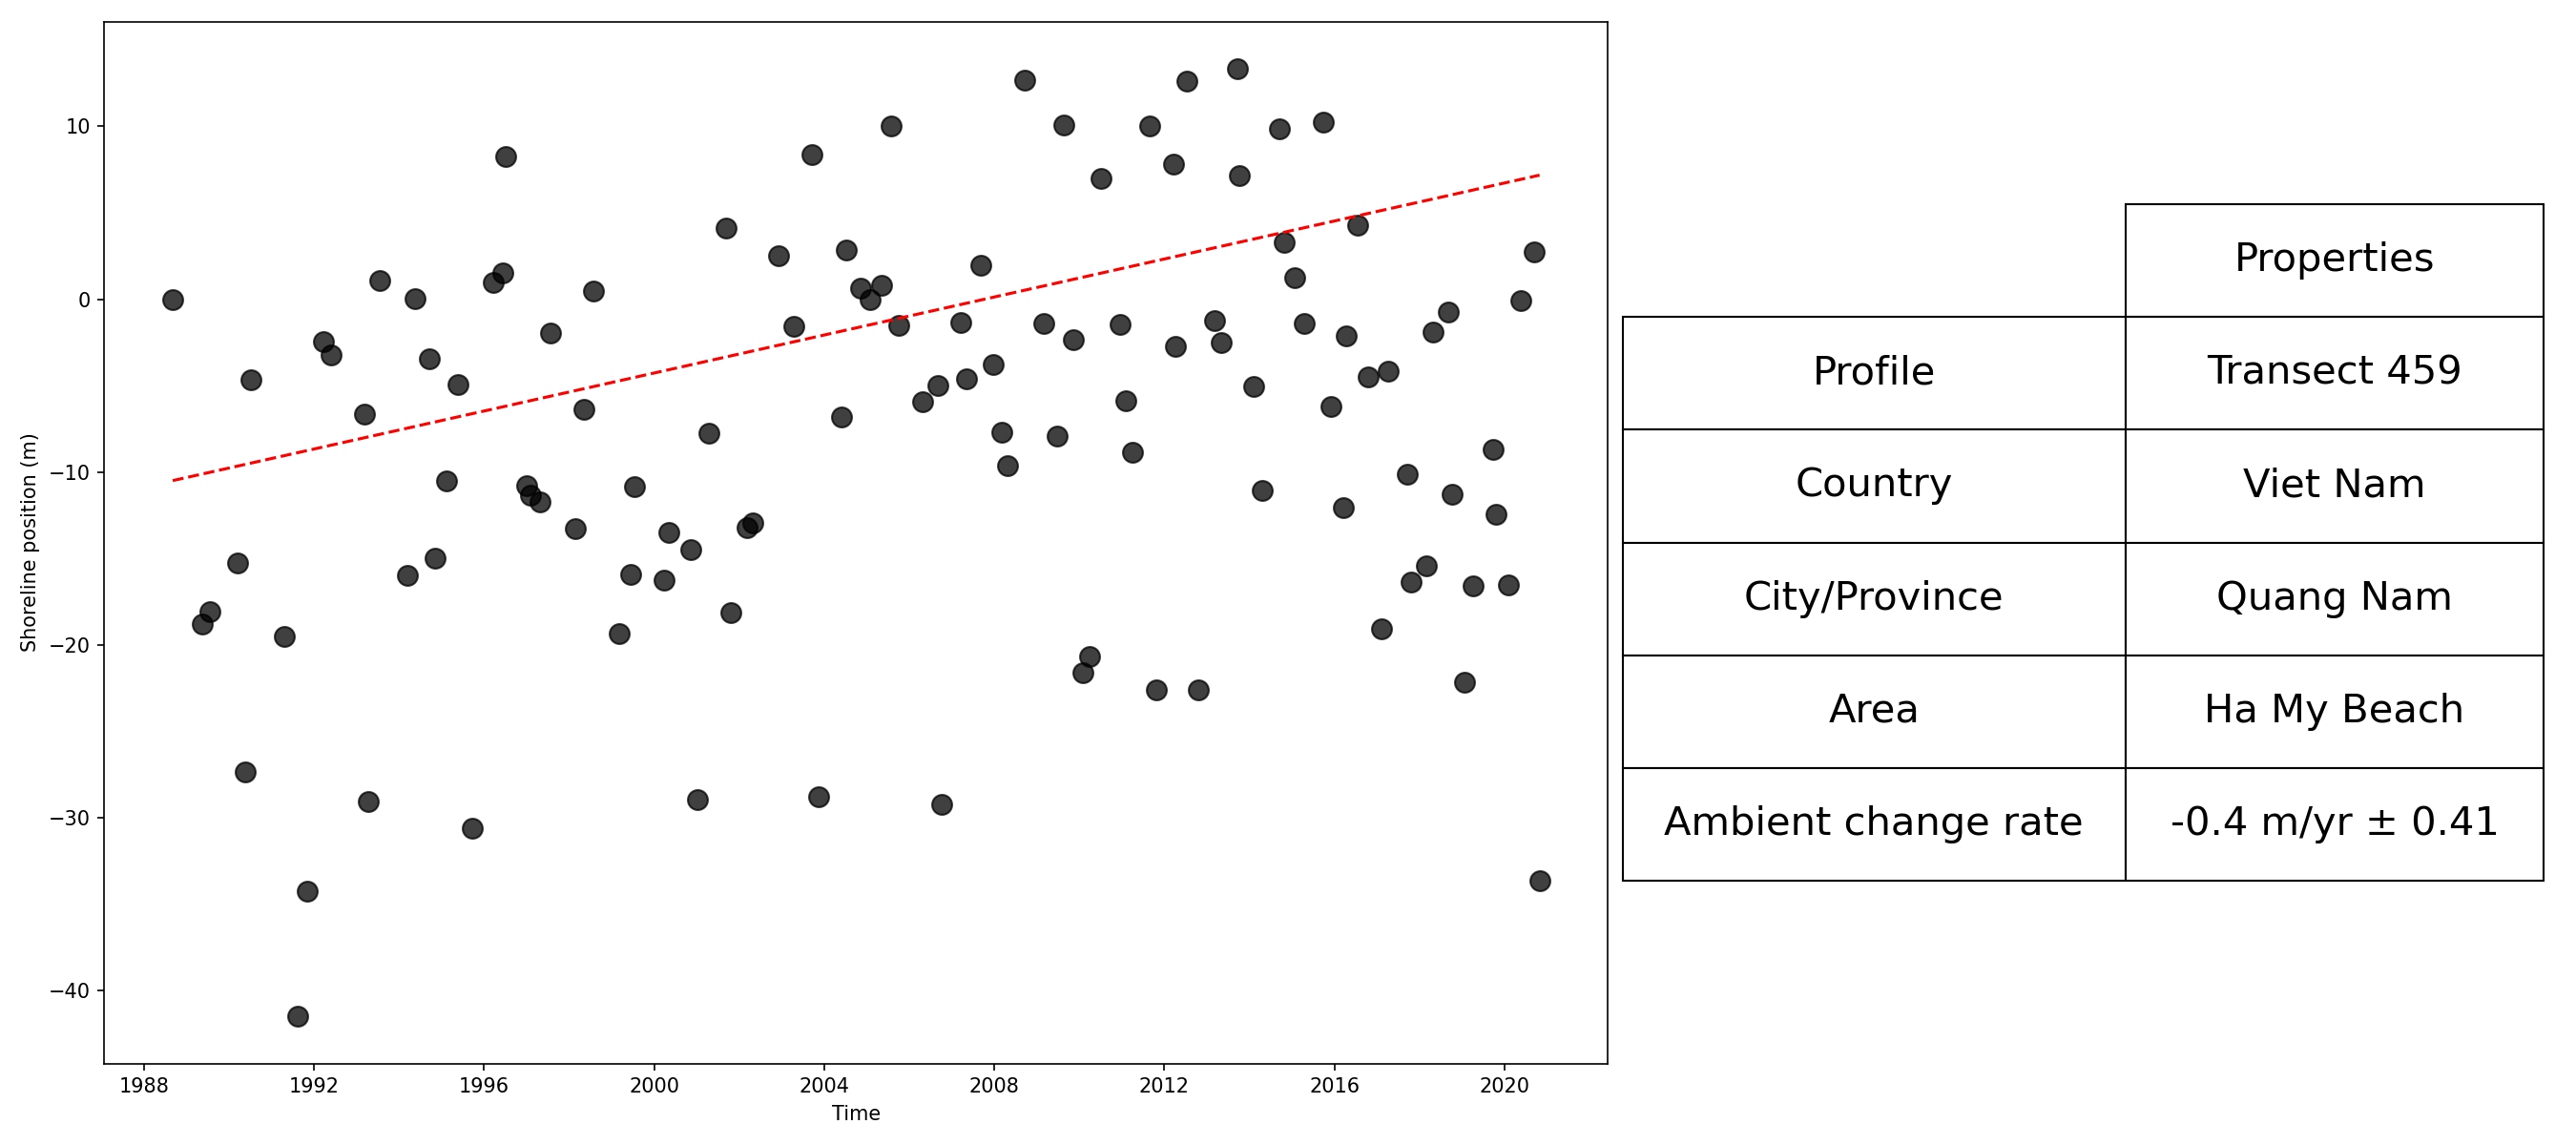 10
0
−10
−20
−30
−40
Shoreline position (m)
1988 1992 1996 2000 2004 2008 2012 2016 2020
Time
Properties
Profile Transect 459
Country Viet Nam
City/Province Quang Nam
Area Ha My Beach
Ambient change rate -0.4 m/yr ± 0.41